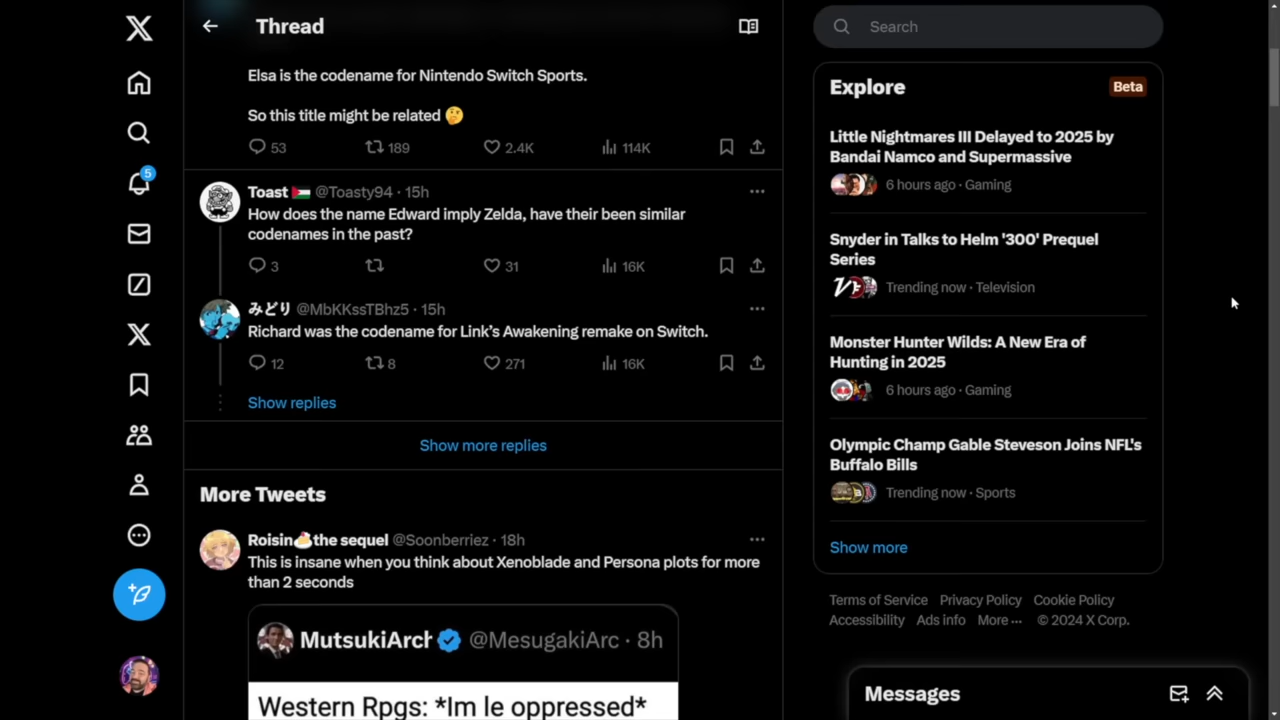 Thread
Elsa is the codename for Nintendo Switch Sports.
So this title might be related 🤔
53 189 2.4K 114K
Toast 🇵🇸 @Toasty94 · 15h
How does the name Edward imply Zelda, have their been similar
codenames in the past?
3 31 16K
みどり @MbKKssTBhz5 · 15h
Richard was the codename for Link's Awakening remake on Switch.
12 8 271 16K
Show replies
Show more replies
More Tweets
Roisin🍮the sequel @Soonberriez · 18h
This is insane when you think about Xenoblade and Persona plots for more
than 2 seconds
MutsukiArch @MesugakiArc · 8h
Western Rpgs: *Im le oppressed*
5
Search
Explore
Beta
Little Nightmares III Delayed to 2025 by
Bandai Namco and Supermassive
6 hours ago · Gaming
Snyder in Talks to Helm '300' Prequel
Series
Trending now · Television
Monster Hunter Wilds: A New Era of
Hunting in 2025
6 hours ago · Gaming
Olympic Champ Gable Steveson Joins NFL's
Buffalo Bills
Trending now · Sports
Show more
Terms of Service Privacy Policy Cookie Policy
Accessibility Ads info More ··· © 2024 X Corp.
Messages